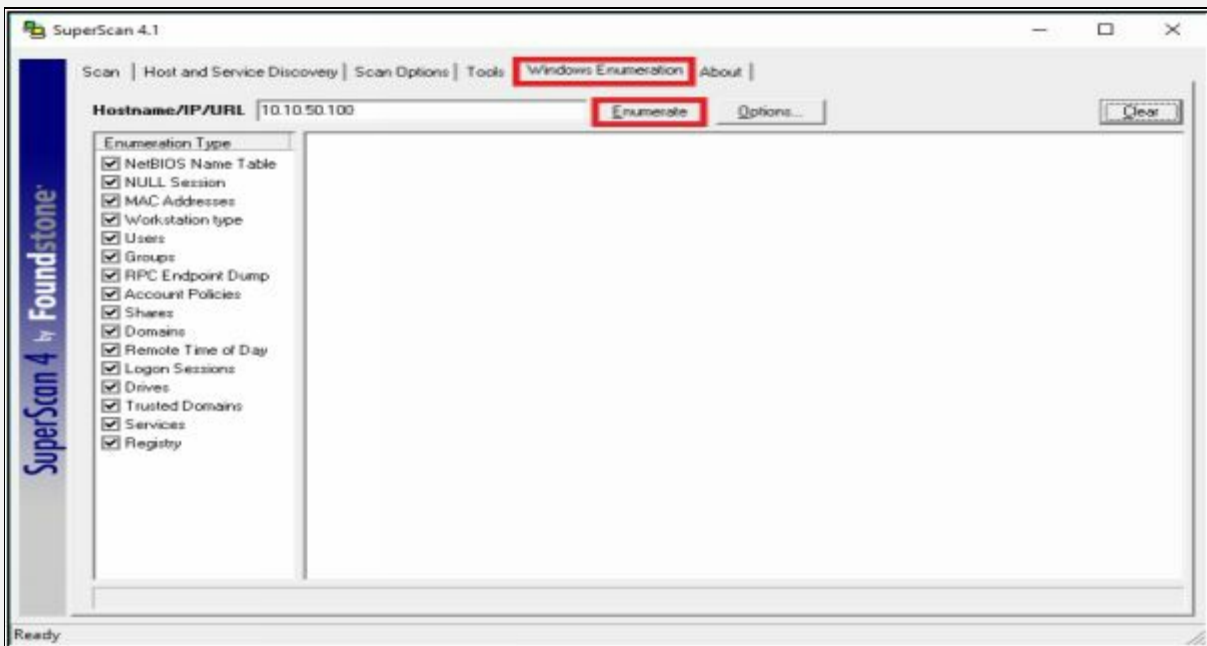 SuperScan 4.1
Scan | Host and Service Discovery | Scan Options | Tools | Windows Enumeration | About |
Hostname/IP/URL 10.10.50.100 Enumerate Options... Clear
Enumeration Type
NetBIOS Name Table
NULL Session
MAC Addresses
Workstation type
Users
Groups
RPC Endpoint Dump
Account Policies
Shares
Domains
Remote Time of Day
Logon Sessions
Drives
Trusted Domains
Services
Registry
SuperScan 4 by Foundstone
Ready